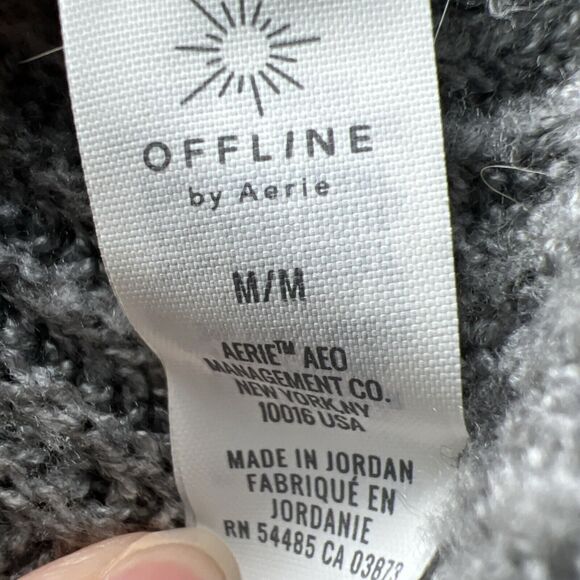 OFFLINE
by Aerie
M/M
AERIE™ AEO
MANAGEMENT CO.
NEW YORK,NY
10016 USA
MADE IN JORDAN
FABRIQUÉ EN
JORDANIE
RN 54485 CA 03873